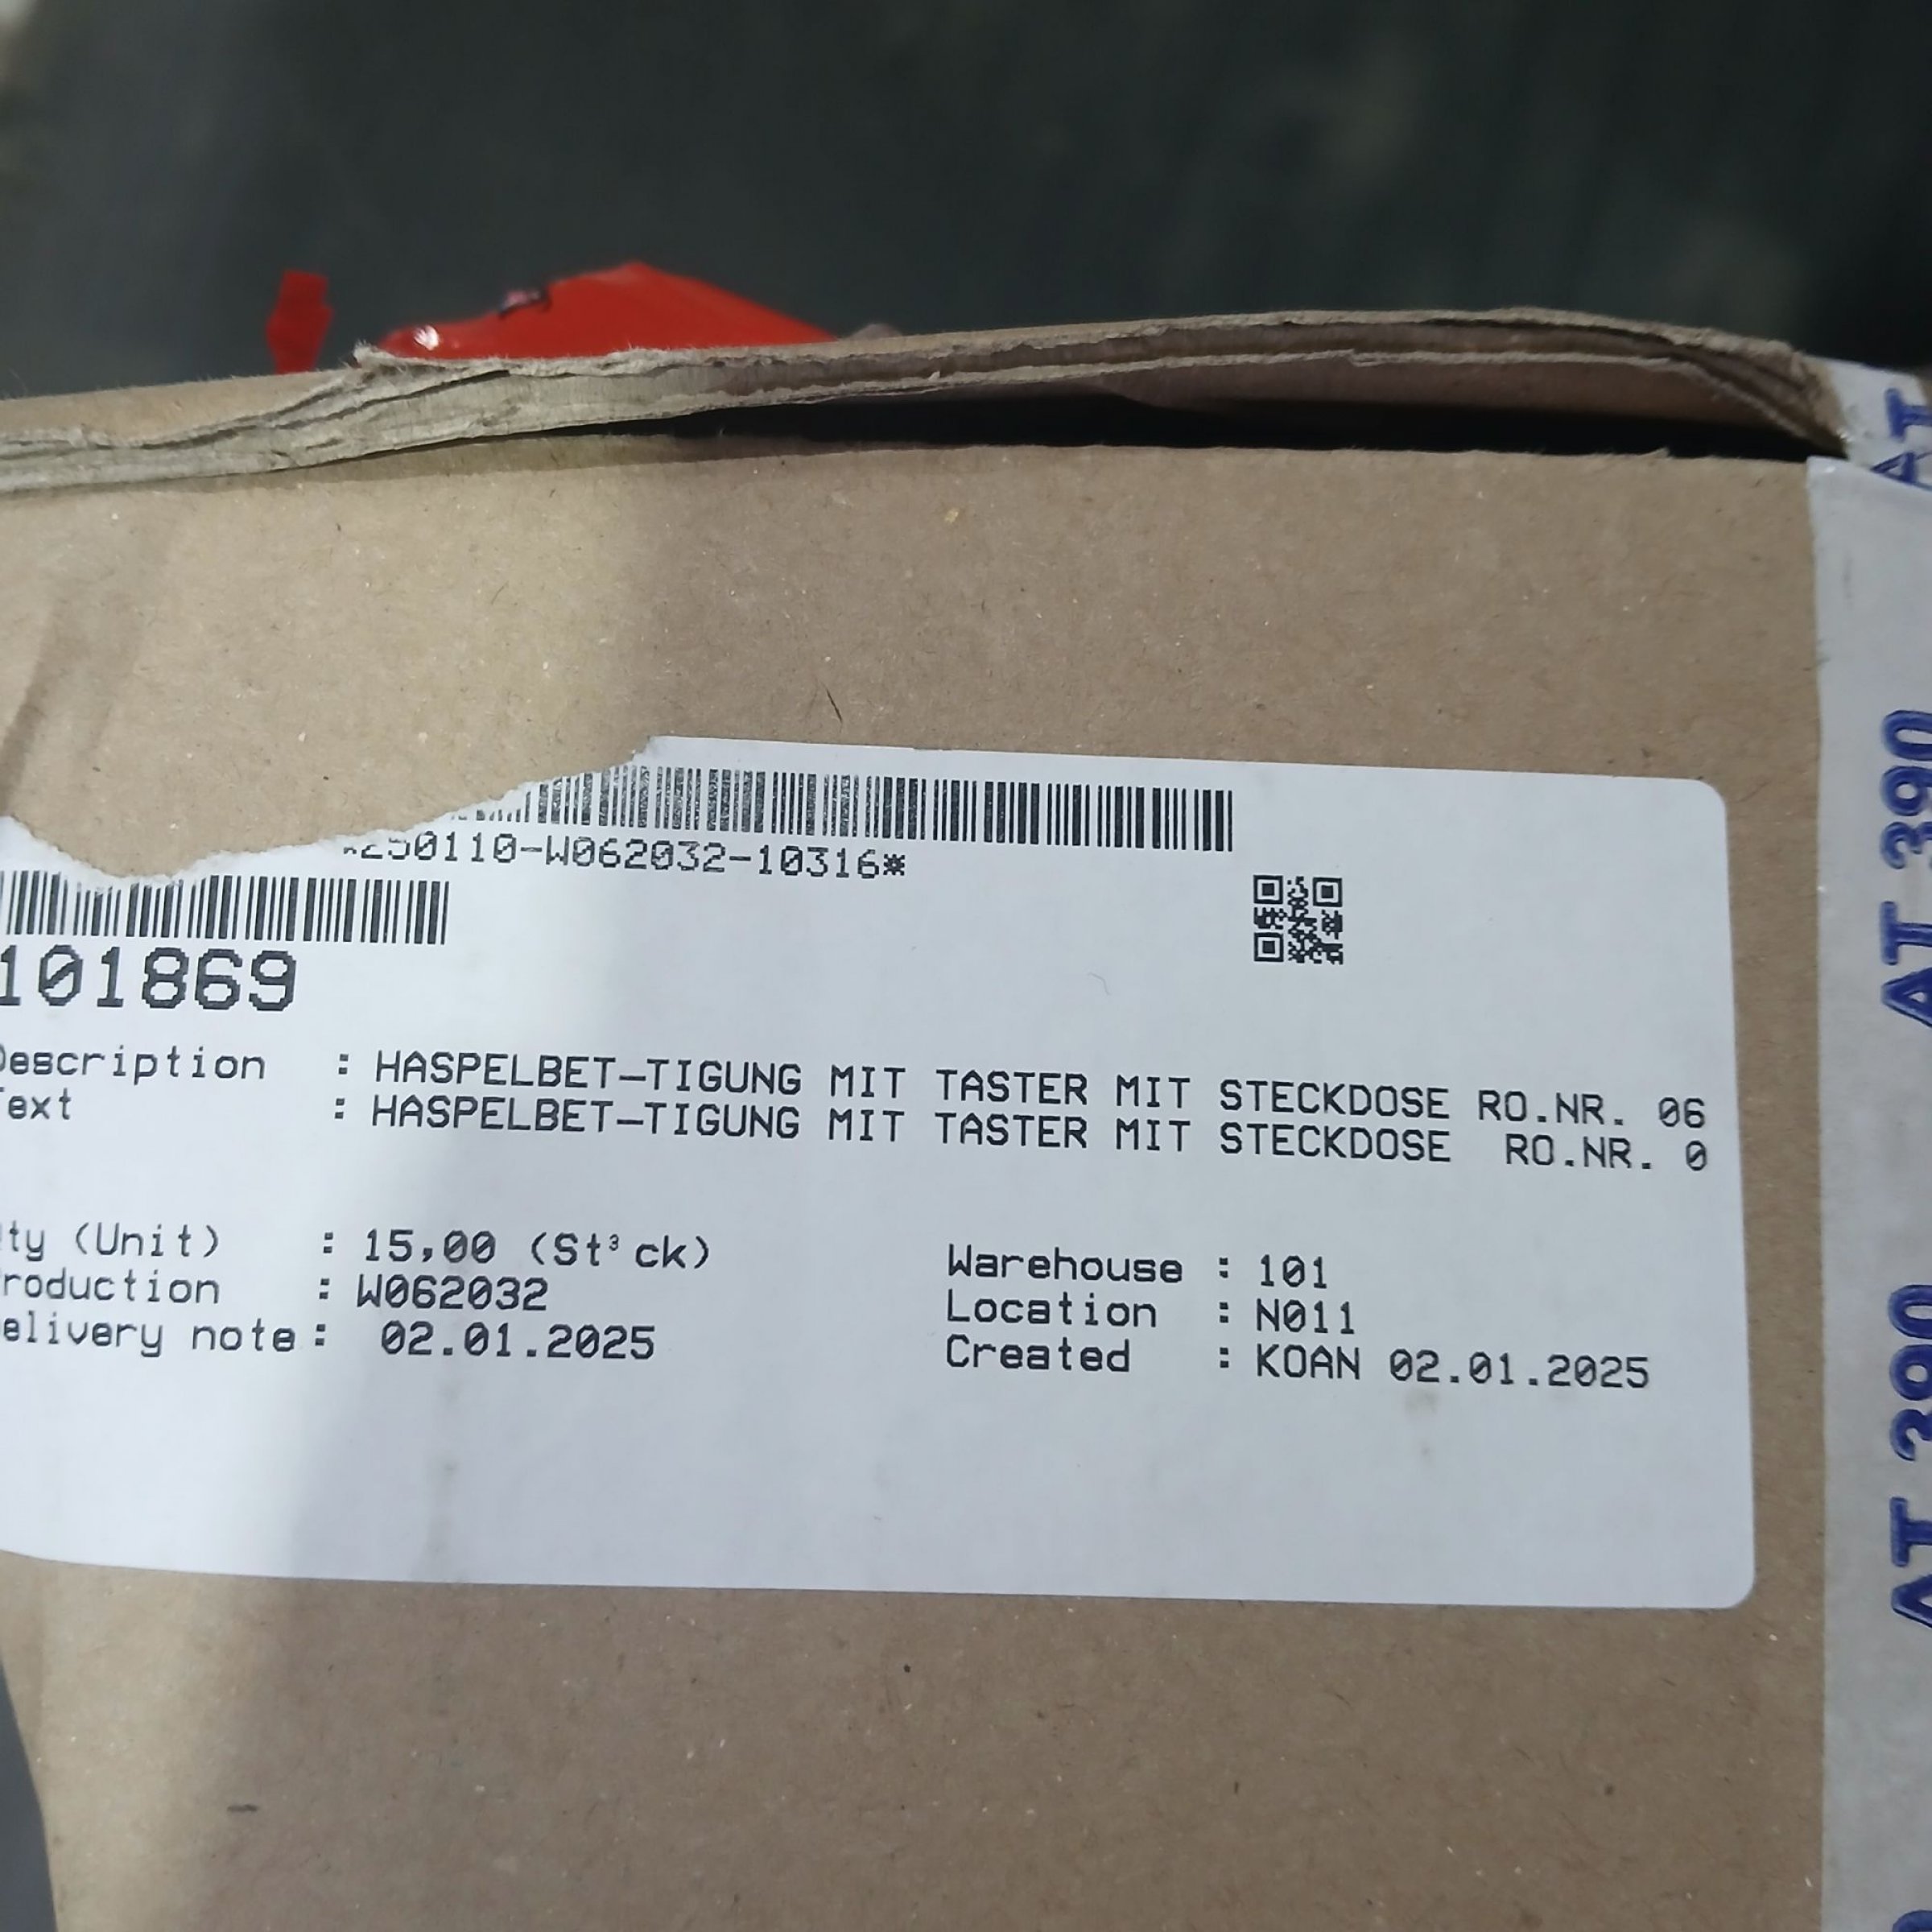 250110-W062032-10316*
101869
Description : HASPELBET—TIGUNG MIT TASTER MIT STECKDOSE RO.NR. 06
Text : HASPELBET—TIGUNG MIT TASTER MIT STECKDOSE RO.NR. 0
ty (Unit) : 15,00 (St³ck)
roduction : W062032
elivery note: 02.01.2025
Warehouse : 101
Location : N011
Created : KOAN 02.01.2025
AT
AT 390
AT 390